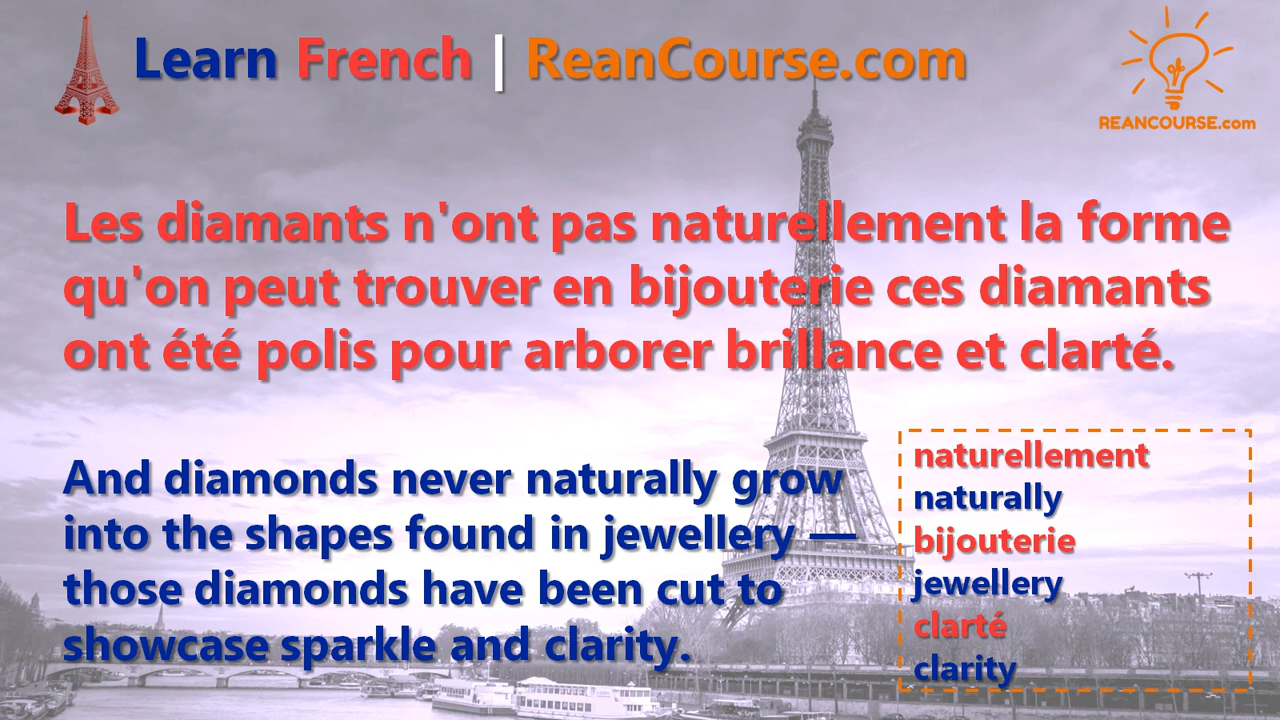 Learn French | ReanCourse.com
REANCOURSE.com
Les diamants n'ont pas naturellement la forme
qu'on peut trouver en bijouterie ces diamants
ont été polis pour arborer brillance et clarté.
And diamonds never naturally grow
into the shapes found in jewellery —
those diamonds have been cut to
showcase sparkle and clarity.
naturellement
naturally
bijouterie
jewellery
clarté
clarity